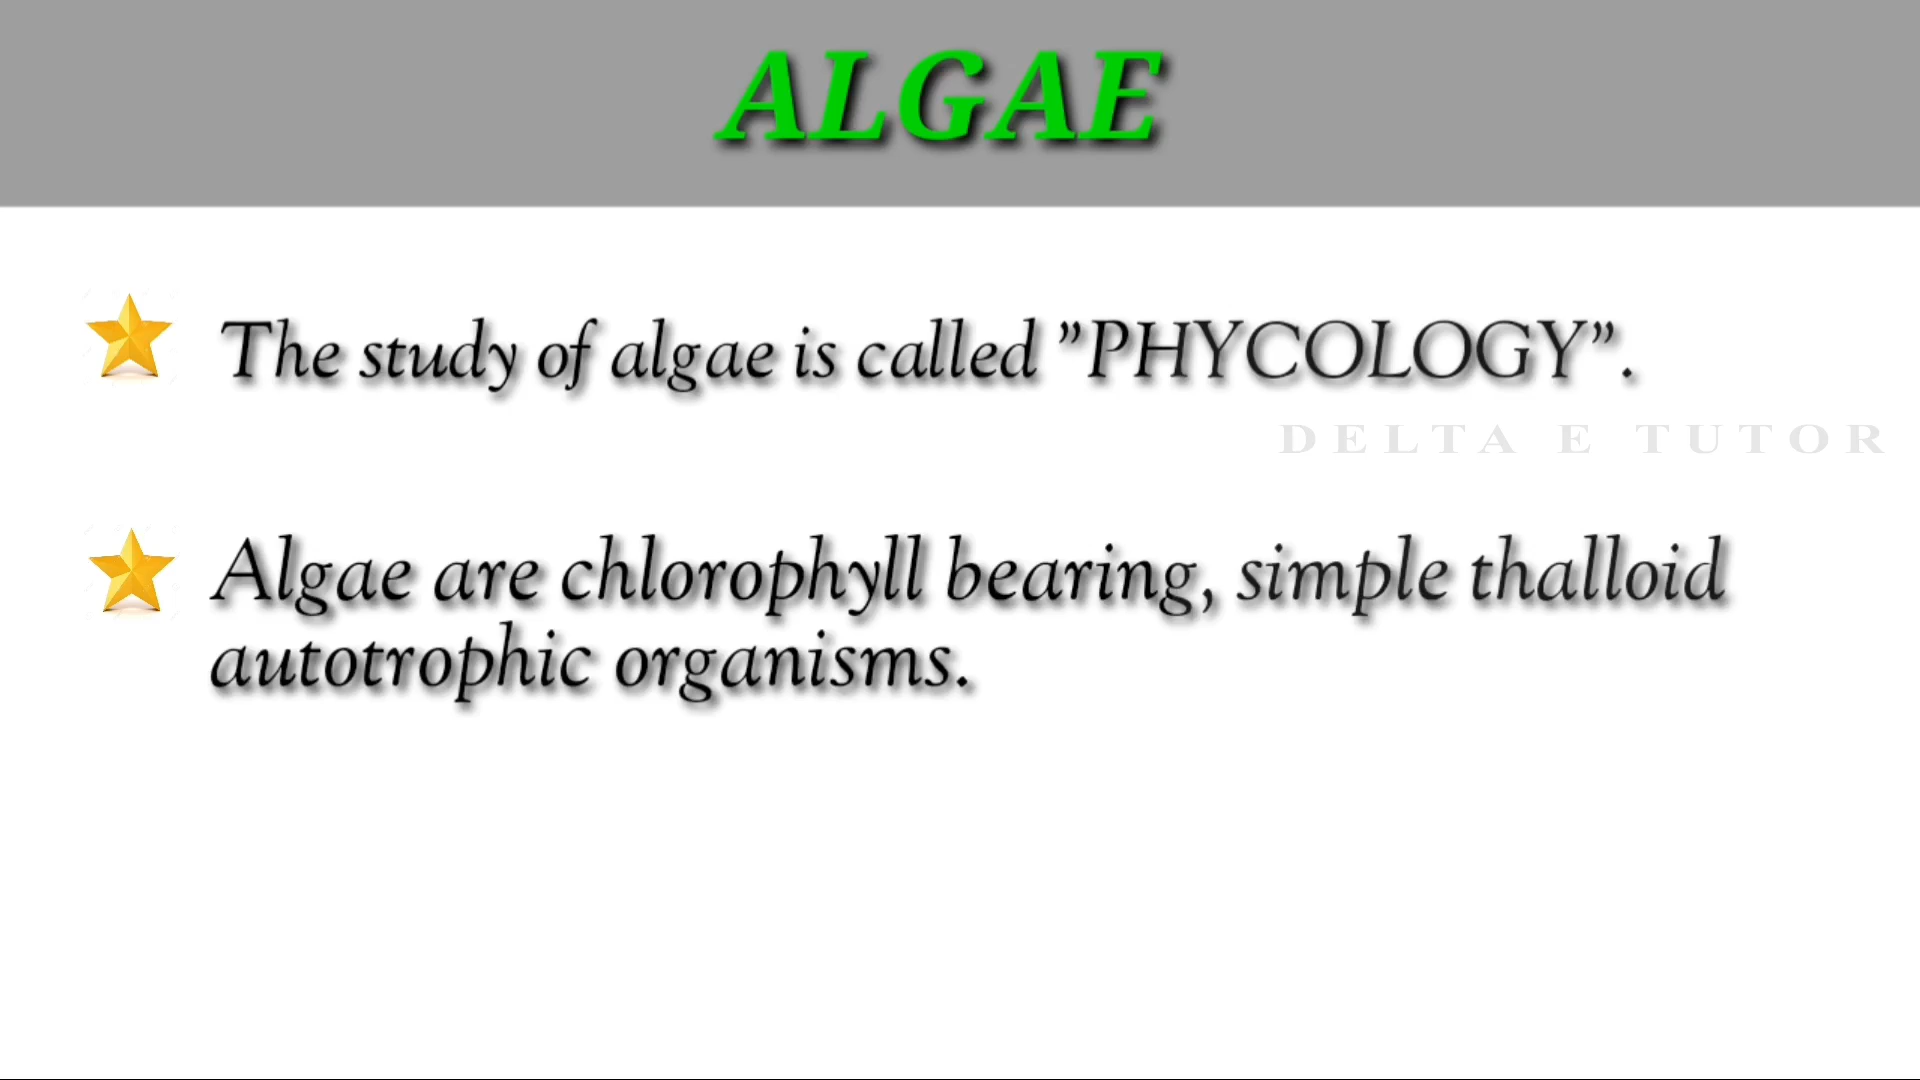 ALGAE
The study of algae is called ”PHYCOLOGY”.
DELTA E TUTOR
Algae are chlorophyll bearing, simple thalloid
autotrophic organisms.